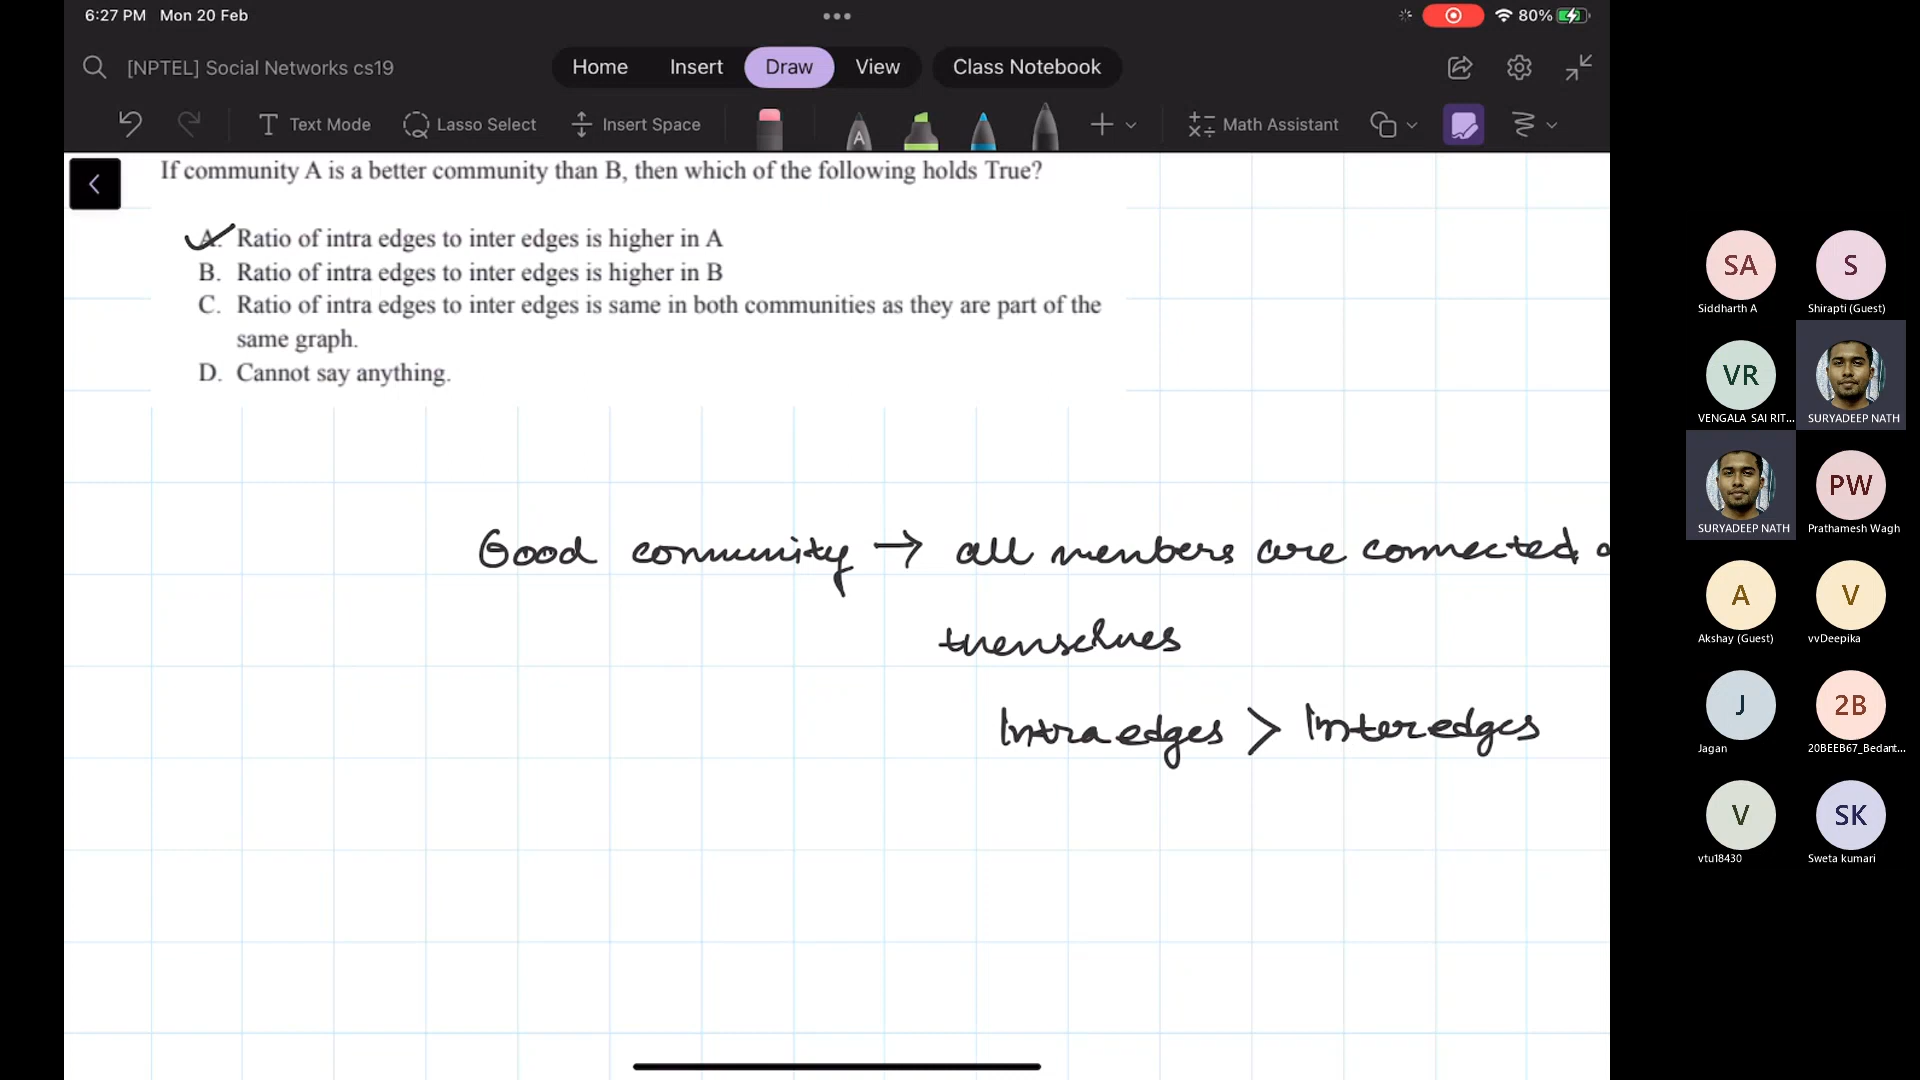 6:27 PM Mon 20 Feb
80%
[NPTEL] Social Networks cs19
Home Insert Draw View Class Notebook
Text Mode Lasso Select Insert Space A Math Assistant
If community A is a better community than B, then which of the following holds True?
A. Ratio of intra edges to inter edges is higher in A
B. Ratio of intra edges to inter edges is higher in B
C. Ratio of intra edges to inter edges is same in both communities as they are part of the
same graph.
D. Cannot say anything.
Good community → all members are connected
themselves
Intra edges > Inter edges
SA S
Siddharth A Shirapti (Guest)
VR
VENGALA SAI RIT... SURYADEEP NATH
PW
SURYADEEP NATH Prathamesh Wagh
A V
Akshay (Guest) vvDeepika
J 2B
Jagan 20BEEB67_Bedant...
V SK
vtu18430 Sweta kumari